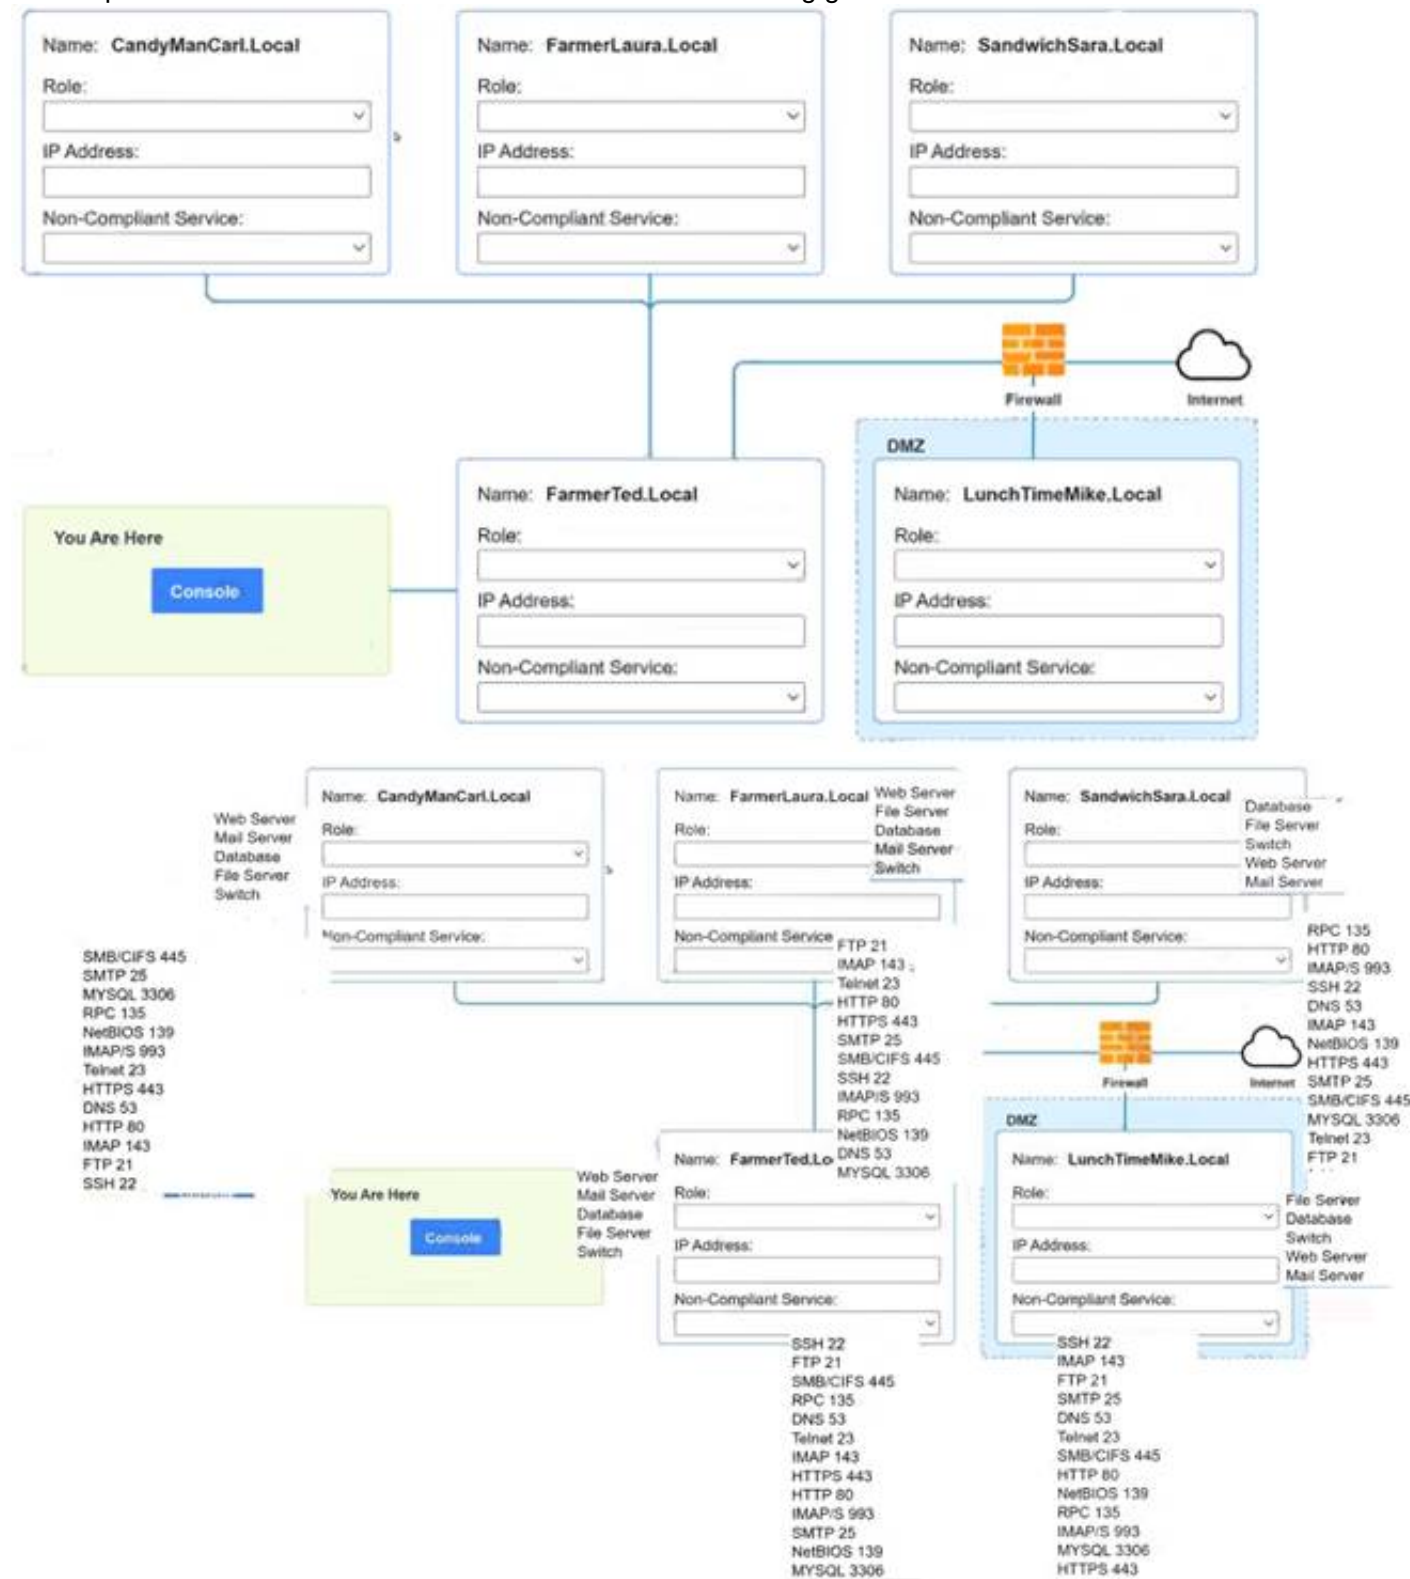 Name: CandyManCarl.Local
Role:
IP Address:
Non-Compliant Service:
Name: FarmerLaura.Local
Role:
IP Address:
Non-Compliant Service:
Name: SandwichSara.Local
Role:
IP Address:
Non-Compliant Service:
Firewall
Internet
DMZ
You Are Here
Console
Name: FarmerTed.Local
Role:
IP Address:
Non-Compliant Service:
Name: LunchTimeMike.Local
Role:
IP Address:
Non-Compliant Service:
Web Server
Mail Server
Database
File Server
Switch
Name: CandyManCarl.Local
Role:
IP Address:
Non-Compliant Service:
SMB/CIFS 445
SMTP 25
MYSQL 3306
RPC 135
NetBIOS 139
IMAP/S 993
Telnet 23
HTTPS 443
DNS 53
HTTP 80
IMAP 143
FTP 21
SSH 22
Name: FarmerLaura.Local
Role:
IP Address:
Non-Compliant Service
Web Server
File Server
Database
Mail Server
Switch
FTP 21
IMAP 143
Telnet 23
HTTP 80
HTTPS 443
SMTP 25
SMB/CIFS 445
SSH 22
IMAP/S 993
RPC 135
NetBIOS 139
DNS 53
MYSQL 3306
Name: SandwichSara.Local
Role:
IP Address:
Non-Compliant Service:
Database
File Server
Switch
Web Server
Mail Server
RPC 135
HTTP 80
IMAP/S 993
SSH 22
DNS 53
IMAP 143
NetBIOS 139
HTTPS 443
SMTP 25
SMB/CIFS 445
MYSQL 3306
Telnet 23
FTP 21
Firewall
Internet
DMZ
You Are Here
Console
Web Server
Mail Server
Database
File Server
Switch
Name: FarmerTed.Lo
Role:
IP Address:
Non-Compliant Service:
SSH 22
FTP 21
SMB/CIFS 445
RPC 135
DNS 53
Telnet 23
IMAP 143
HTTPS 443
HTTP 80
IMAP/S 993
SMTP 25
NetBIOS 139
MYSQL 3306
Name: LunchTimeMike.Local
Role:
IP Address:
Non-Compliant Service:
File Server
Database
Switch
Web Server
Mail Server
SSH 22
IMAP 143
FTP 21
SMTP 25
DNS 53
Telnet 23
SMB/CIFS 445
HTTP 80
NetBIOS 139
RPC 135
IMAP/S 993
MYSQL 3306
HTTPS 443